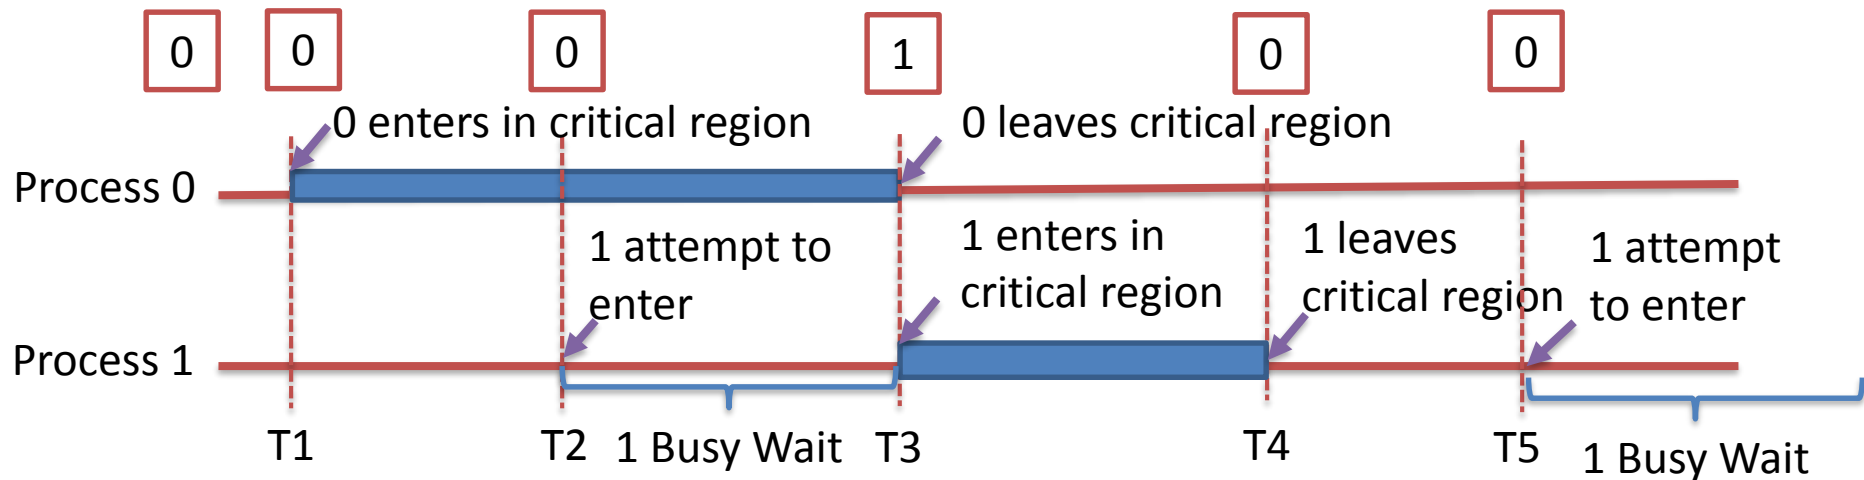 0 0 0 1 0 0
0 enters in critical region 0 leaves critical region
Process 0
1 attempt to
enter
1 enters in
critical region
1 leaves
critical region
1 attempt
to enter
Process 1
T1 T2 1 Busy Wait T3 T4 T5 1 Busy Wait